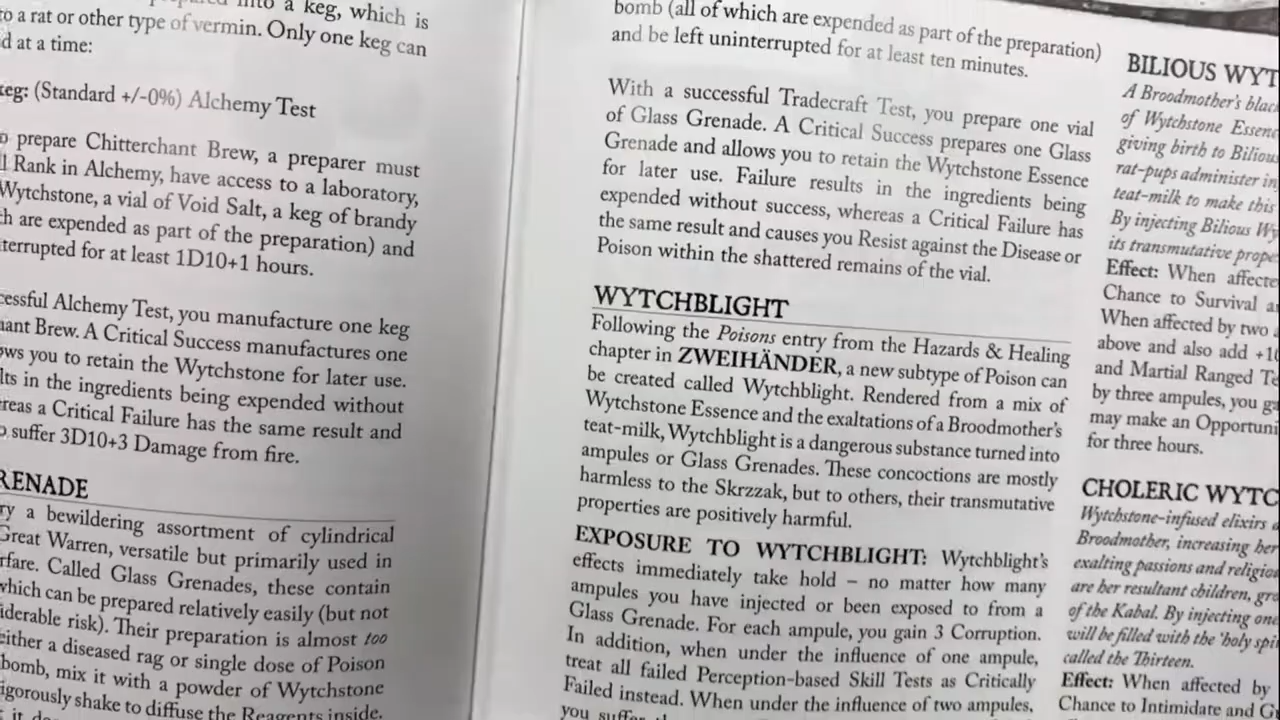 into a keg, which is
to a rat or other type of vermin. Only one keg can
d at a time:
keg: (Standard +/-0%) Alchemy Test
o prepare Chitterchant Brew, a preparer must
l Rank in Alchemy, have access to a laboratory,
Wytchstone, a vial of Void Salt, a keg of brandy
ch are expended as part of the preparation) and
terrupted for at least 1D10+1 hours.
cessful Alchemy Test, you manufacture one keg
hant Brew. A Critical Success manufactures one
ows you to retain the Wytchstone for later use.
lts in the ingredients being expended without
ereas a Critical Failure has the same result and
o suffer 3D10+3 Damage from fire.
RENADE
ry a bewildering assortment of cylindrical
Great Warren, versatile but primarily used in
rfare. Called Glass Grenades, these contain
which can be prepared relatively easily (but not
iderable risk). Their preparation is almost too
either a diseased rag or single dose of Poison
bomb, mix it with a powder of Wytchstone
igorously shake to diffuse the Reagents inside.
bomb (all of which are expended as part of the preparation)
and be left uninterrupted for at least ten minutes.
With a successful Tradecraft Test, you prepare one vial
of Glass Grenade. A Critical Success prepares one Glass
Grenade and allows you to retain the Wytchstone Essence
for later use. Failure results in the ingredients being
expended without success, whereas a Critical Failure has
the same result and causes you Resist against the Disease or
Poison within the shattered remains of the vial.
WYTCHBLIGHT
Following the Poisons entry from the Hazards & Healing
chapter in ZWEIHÄNDER, a new subtype of Poison can
be created called Wytchblight. Rendered from a mix of
Wytchstone Essence and the exaltations of a Broodmother's
teat-milk, Wytchblight is a dangerous substance turned into
ampules or Glass Grenades. These concoctions are mostly
harmless to the Skrzzak, but to others, their transmutative
properties are positively harmful.
EXPOSURE TO WYTCHBLIGHT: Wytchblight's
effects immediately take hold – no matter how many
ampules you have injected or been exposed to from a
Glass Grenade. For each ampule, you gain 3 Corruption.
In addition, when under the influence of one ampule,
treat all failed Perception-based Skill Tests as Critically
Failed instead. When under the influence of two ampules,
you suffer
BILIOUS WYT
A Broodmother's blac
of Wytchstone Essenc
giving birth to Biliou
rat-pups administer in
teat-milk to make this
By injecting Bilious Wy
its transmutative prope
Effect: When affecte
Chance to Survival a
When affected by two
above and also add +10
and Martial Ranged Te
by three ampules, you ga
may make an Opportuni
for three hours.
CHOLERIC WYTC
Wytchstone-infused elixirs
Broodmother, increasing her
exalting passions and religio
are her resultant children, gre
of the Kabal. By injecting one
will be filled with the 'holy spi
called the Thirteen.
Effect: When affected by
Chance to Intimidate and G